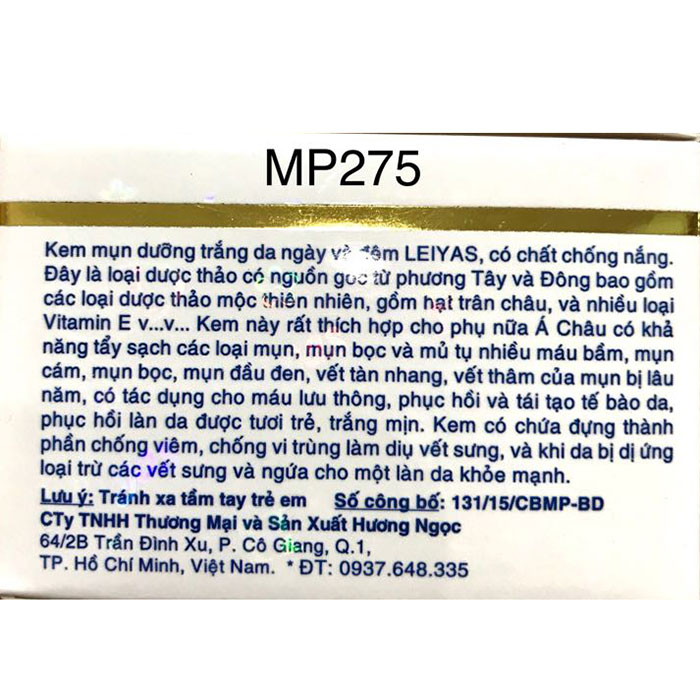 MP275
Kem mụn dưỡng trắng da ngày và đêm LEIYAS, có chất chống nắng.
Đây là loại dược thảo có nguồn gọc từ phương Tây và Đông bao gồm
các loại dược thảo mộc thiên nhiên, gồm hạt trân châu, và nhiều loại
Vitamin E v...v... Kem này rất thích hợp cho phụ nữa Á Châu có khả
năng tẩy sạch các loại mụn, mụn bọc và mủ tụ nhiều máu bầm, mụn
cám, mụn bọc, mụn đầu đen, vết tàn nhang, vết thâm của mụn bị lâu
năm, có tác dụng cho máu lưu thông, phục hồi và tái tạo tế bào da,
phục hồi làn da được tươi trẻ, trắng mịn. Kem có chứa đựng thành
phần chống viêm, chống vi trùng làm diụ vết sưng, và khi da bị dị ứng
loại trừ các vết sưng và ngứa cho một làn da khỏe mạnh.
Lưu ý: Tránh xa tầm tay trẻ em Số công bố: 131/15/CBMP-BD
CTy TNHH Thương Mại và Sản Xuất Hương Ngọc
64/2B Trần Đình Xu, P. Cô Giang, Q.1,
TP. Hồ Chí Minh, Việt Nam. * ĐT: 0937.648.335